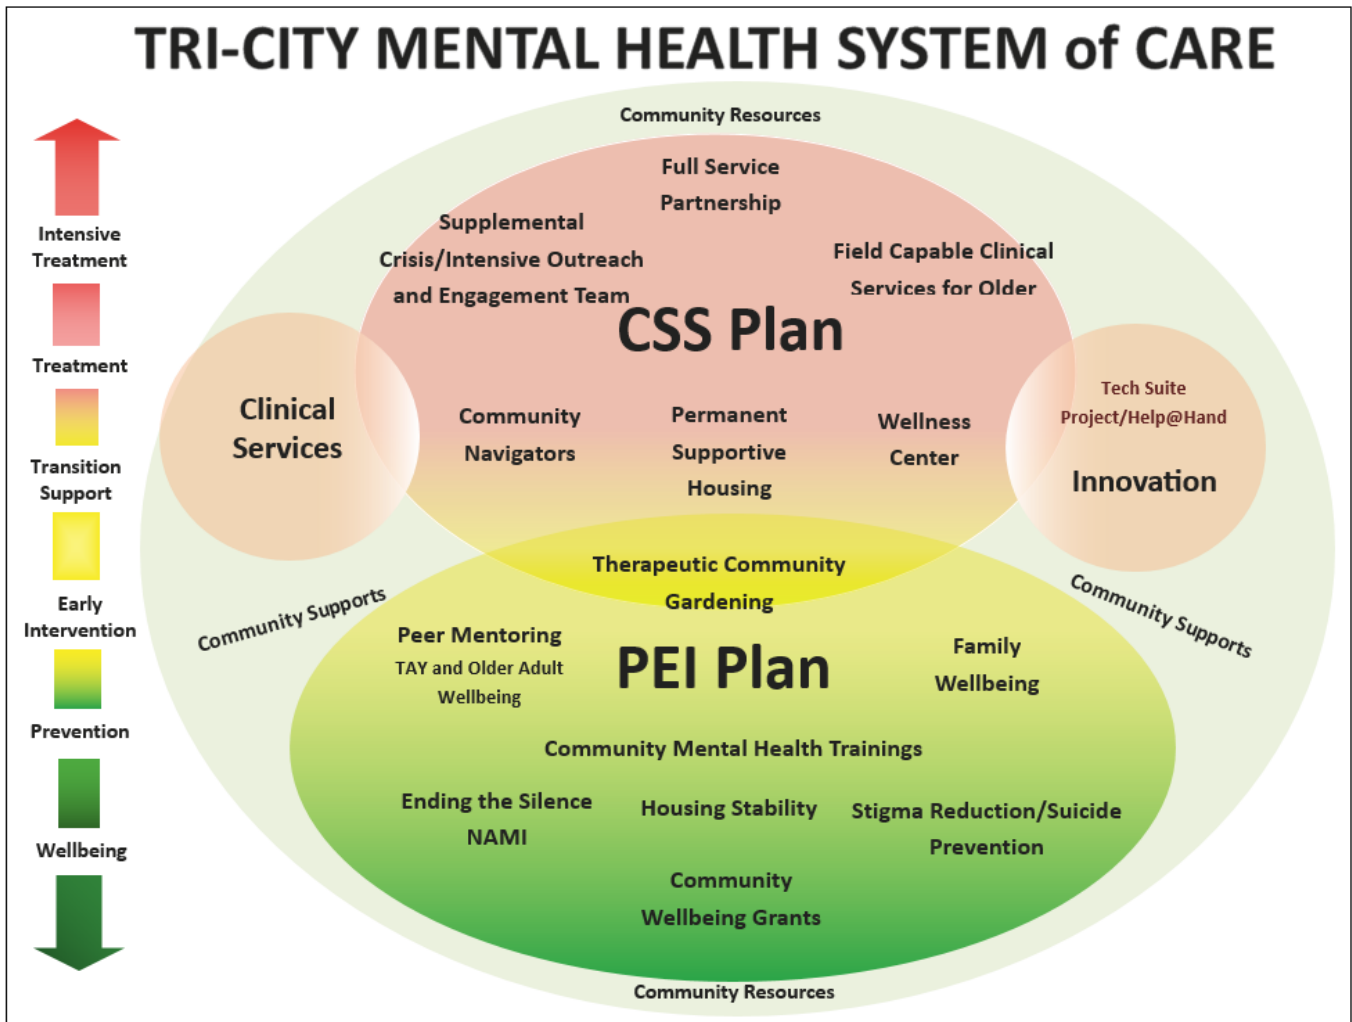 TRI-CITY MENTAL HEALTH SYSTEM of CARE
Intensive
Treatment
Treatment
Transition
Support
Early
Intervention
Prevention
Wellbeing
Community Resources
Full Service
Partnership
Supplemental
Crisis/Intensive Outreach
and Engagement Team
Field Capable Clinical
Services for Older
CSS Plan
Clinical
Services
Community
Navigators
Permanent
Supportive
Housing
Wellness
Center
Tech Suite
Project/Help@Hand
Innovation
Therapeutic Community
Gardening
Community Supports
Community Supports
Peer Mentoring
TAY and Older Adult
Wellbeing
PEI Plan
Family
Wellbeing
Community Mental Health Trainings
Ending the Silence
NAMI
Housing Stability
Stigma Reduction/Suicide
Prevention
Community
Wellbeing Grants
Community Resources